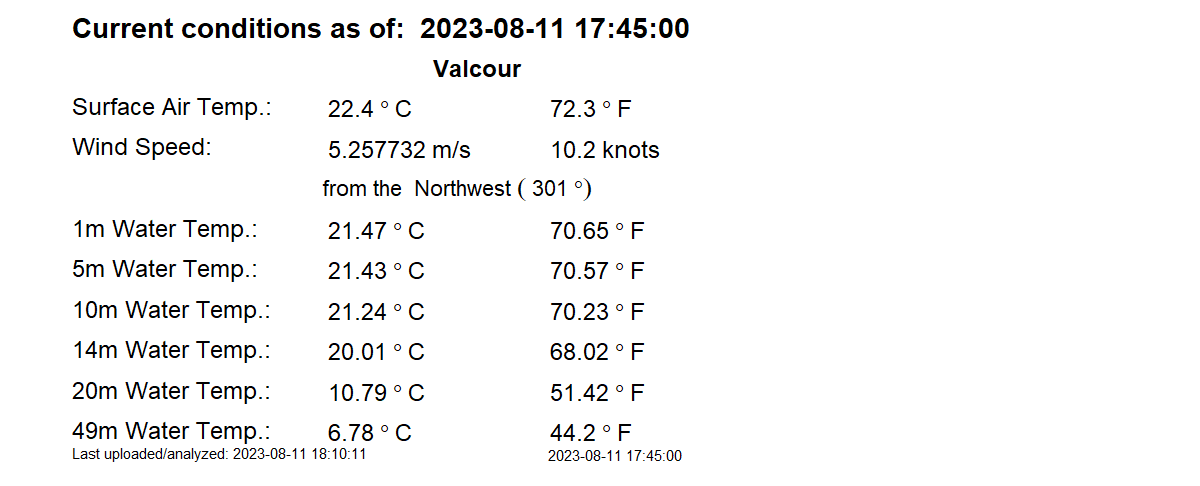 Current conditions as of:  2023-08-11 17:45:00
Valcour
Surface Air Temp.: 22.4 ° C 72.3 ° F
Wind Speed: 5.257732 m/s 10.2 knots
from the  Northwest ( 301 °)
1m Water Temp.: 21.47 ° C 70.65 ° F
5m Water Temp.: 21.43 ° C 70.57 ° F
10m Water Temp.: 21.24 ° C 70.23 ° F
14m Water Temp.: 20.01 ° C 68.02 ° F
20m Water Temp.: 10.79 ° C 51.42 ° F
49m Water Temp.: 6.78 ° C 44.2 ° F
Last uploaded/analyzed: 2023-08-11 18:10:11 2023-08-11 17:45:00